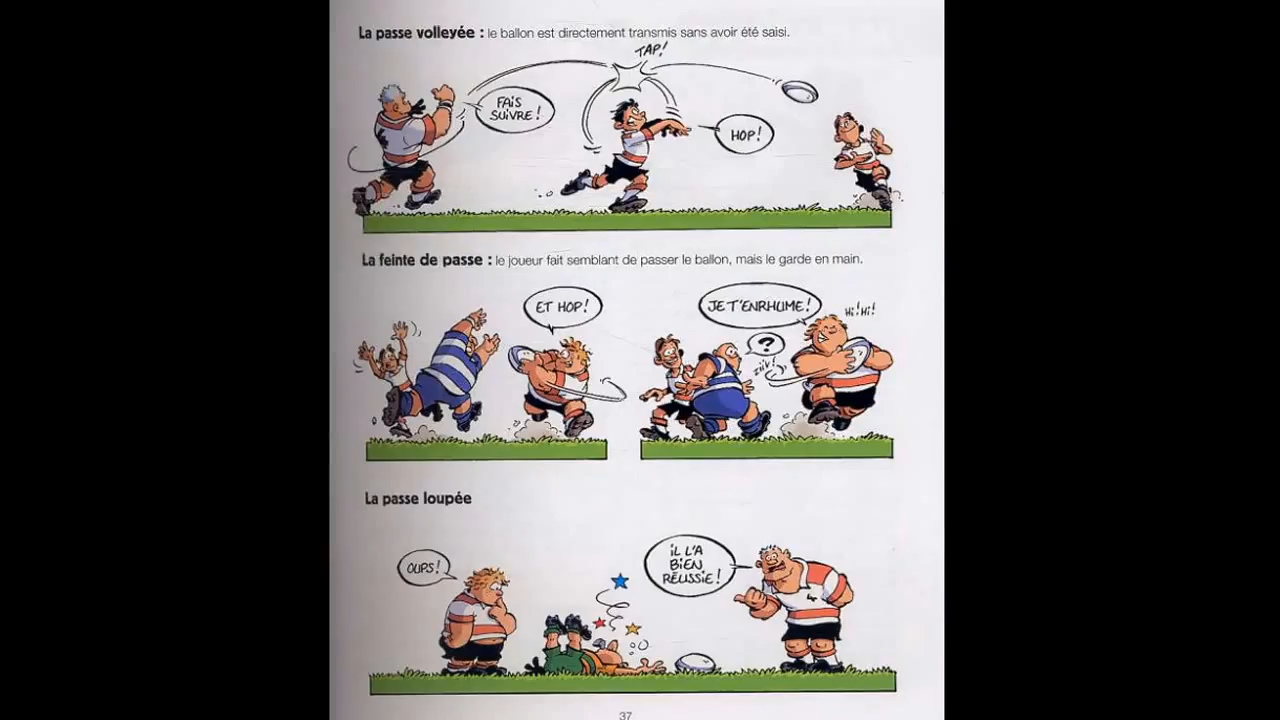 La passe volleyée : le ballon est directement transmis sans avoir été saisi.
TAP!
FAIS
SUIVRE!
HOP!
La feinte de passe : le joueur fait semblant de passer le ballon, mais le garde en main.
ET HOP!
JE T'ENRHUME!
Hi!Hi!
?
ZiiV!
La passe loupée
OUPS!
iL L'A
BiEN
RÉUSSiE!
37